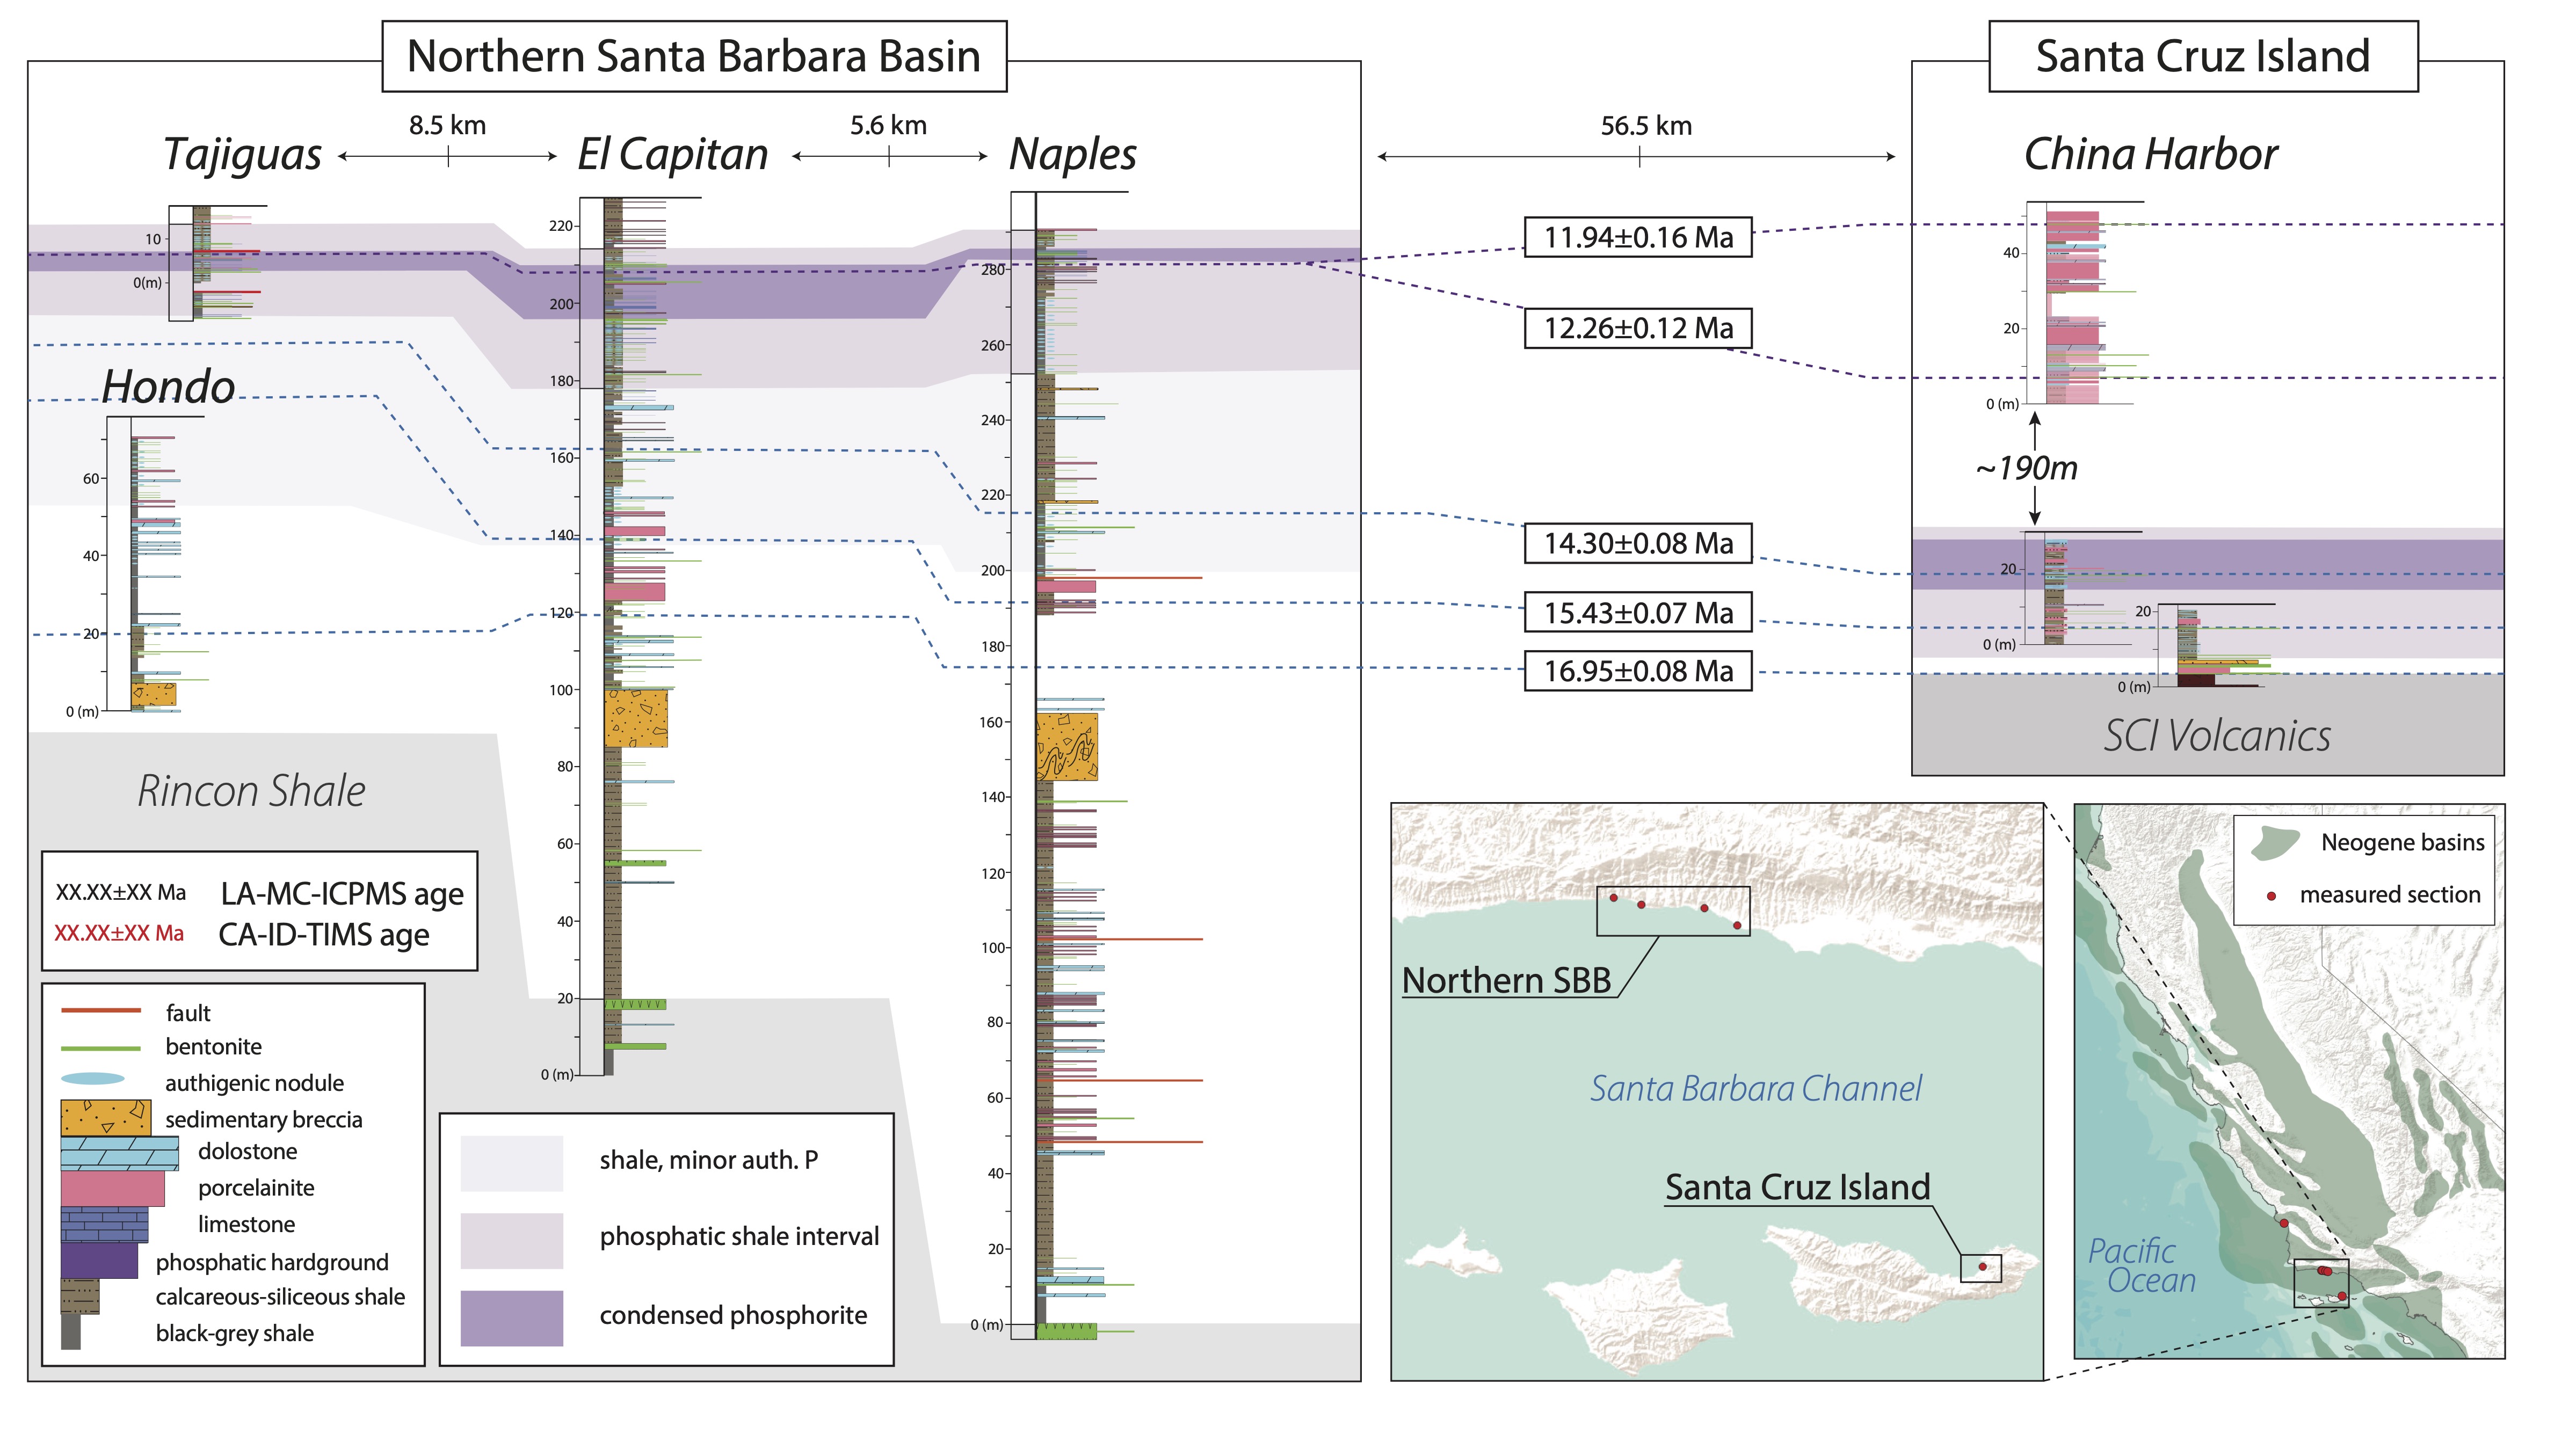 Northern Santa Barbara Basin
Santa Cruz Island
8.5 km
5.6 km
56.5 km
Tajiguas
El Capitan
Naples
China Harbor
10
0(m)
Hondo
60
40
20
0 (m)
220
200
180
160
140
120
100
80
60
40
20
0 (m)
280
260
240
220
200
180
160
140
120
100
80
60
40
20
0 (m)
11.94±0.16 Ma
12.26±0.12 Ma
14.30±0.08 Ma
15.43±0.07 Ma
16.95±0.08 Ma
40
20
0 (m)
~190m
20
0 (m)
20
0 (m)
SCI Volcanics
Rincon Shale
XX.XX±XX Ma LA-MC-ICPMS age
XX.XX±XX Ma CA-ID-TIMS age
fault
bentonite
authigenic nodule
sedimentary breccia
dolostone
porcelainite
limestone
phosphatic hardground
calcareous-siliceous shale
black-grey shale
shale, minor auth. P
phosphatic shale interval
condensed phosphorite
Northern SBB
Santa Barbara Channel
Santa Cruz Island
Neogene basins
measured section
Pacific
Ocean